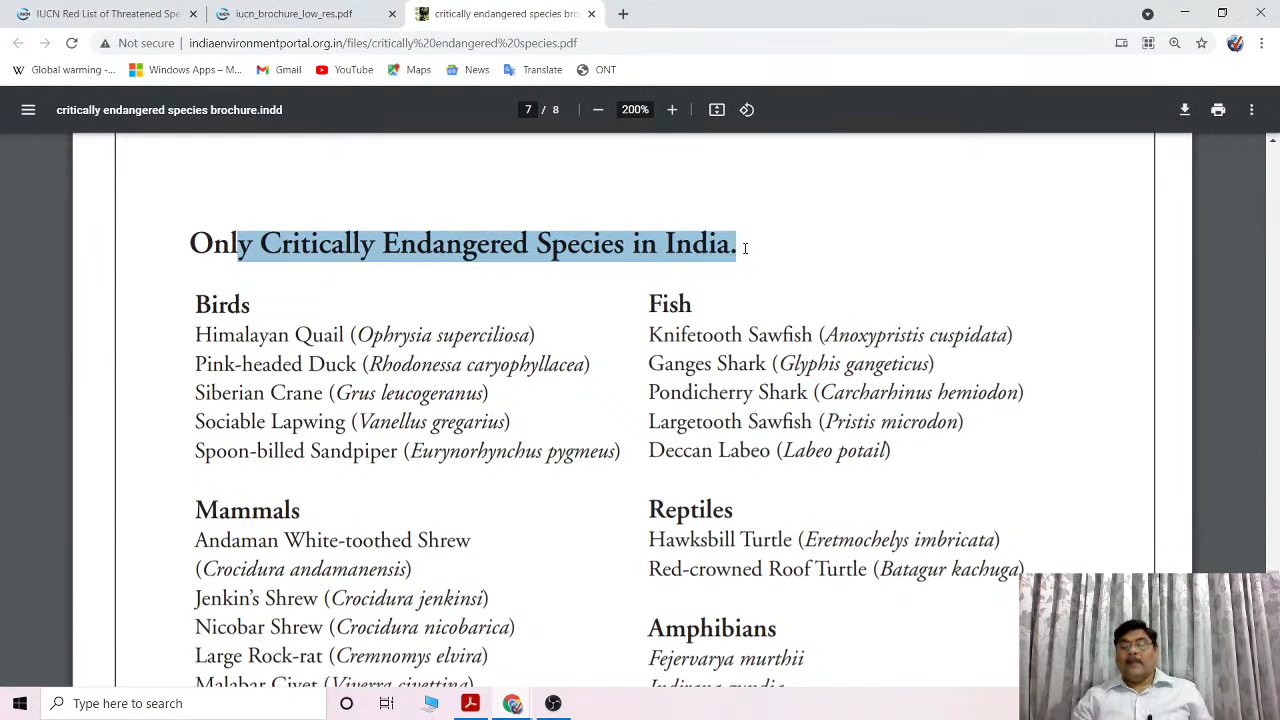 IUCN Red List of Threatened Spe
iucn_brochure_low_res.pdf
critically endangered species bro
Not secure
indiaenvironmentportal.org.in/files/critically%20endangered%20species.pdf
Global warming -...
Windows Apps – M...
Gmail
YouTube
Maps
News
Translate
ONT
critically endangered species brochure.indd
7 / 8
200%
Only Critically Endangered Species in India.
Birds
Himalayan Quail (Ophrysia superciliosa)
Pink-headed Duck (Rhodonessa caryophyllacea)
Siberian Crane (Grus leucogeranus)
Sociable Lapwing (Vanellus gregarius)
Spoon-billed Sandpiper (Eurynorhynchus pygmeus)
Mammals
Andaman White-toothed Shrew
(Crocidura andamanensis)
Jenkin's Shrew (Crocidura jenkinsi)
Nicobar Shrew (Crocidura nicobarica)
Large Rock-rat (Cremnomys elvira)
Malabar Civet (Viverra civettina)
Fish
Knifetooth Sawfish (Anoxypristis cuspidata)
Ganges Shark (Glyphis gangeticus)
Pondicherry Shark (Carcharhinus hemiodon)
Largetooth Sawfish (Pristis microdon)
Deccan Labeo (Labeo potail)
Reptiles
Hawksbill Turtle (Eretmochelys imbricata)
Red-crowned Roof Turtle (Batagur kachuga)
Amphibians
Fejervarya murthii
Type here to search